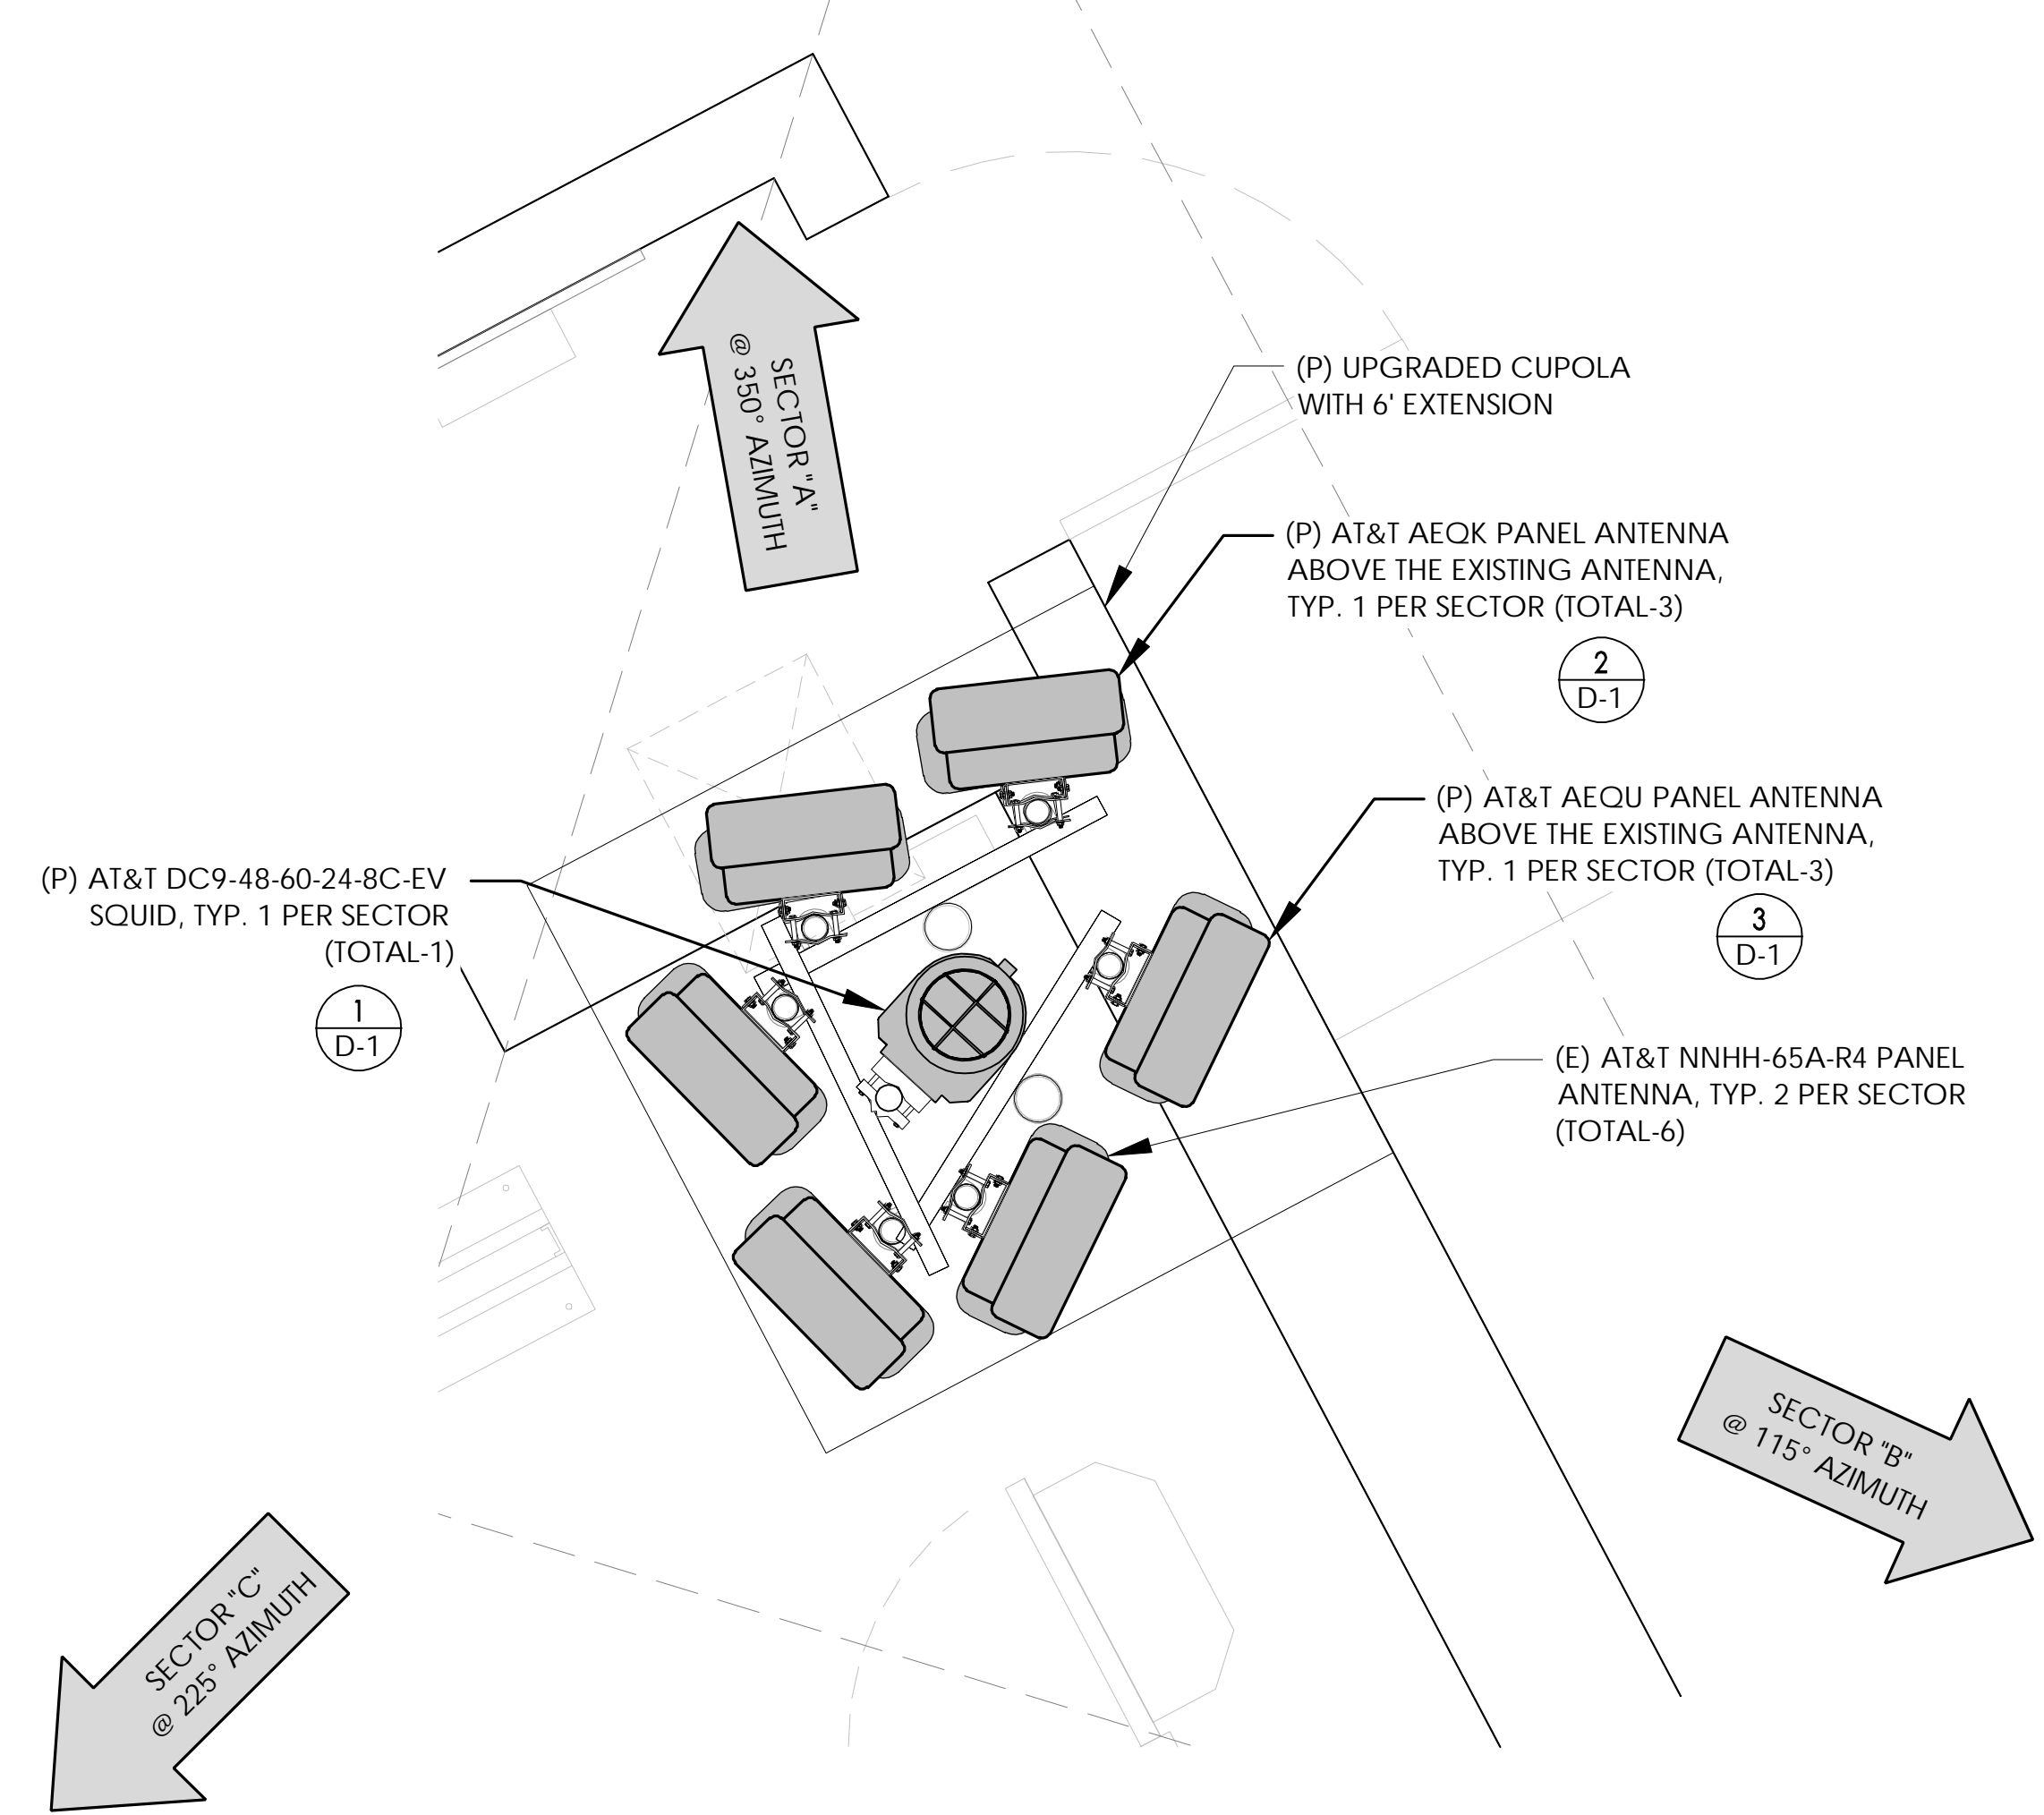 SECTOR "A"
@ 350° AZIMUTH
(P) UPGRADED CUPOLA
WITH 6' EXTENSION
(P) AT&T AEQK PANEL ANTENNA
ABOVE THE EXISTING ANTENNA,
TYP. 1 PER SECTOR (TOTAL-3)
2
D-1
(P) AT&T AEQU PANEL ANTENNA
ABOVE THE EXISTING ANTENNA,
TYP. 1 PER SECTOR (TOTAL-3)
3
D-1
(P) AT&T DC9-48-60-24-8C-EV
SQUID, TYP. 1 PER SECTOR
(TOTAL-1)
1
D-1
(E) AT&T NNHH-65A-R4 PANEL
ANTENNA, TYP. 2 PER SECTOR
(TOTAL-6)
SECTOR "B"
@ 115° AZIMUTH
SECTOR "C"
@ 225° AZIMUTH